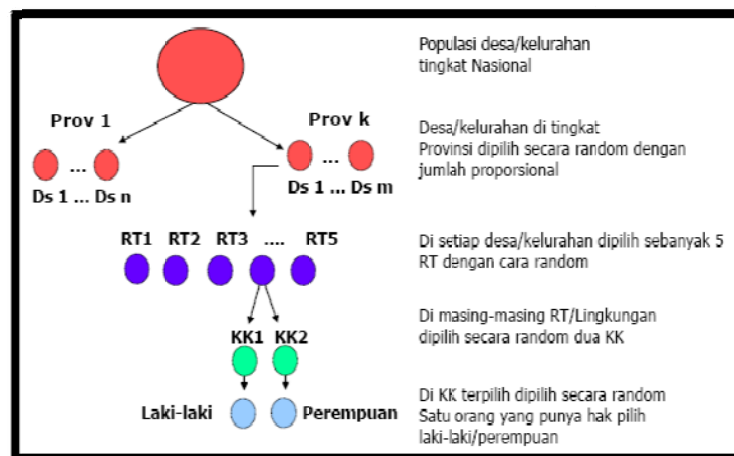 Populasi desa/kelurahan
tingkat Nasional
Prov 1
Prov k
Desa/kelurahan di tingkat
Provinsi dipilih secara random dengan
jumlah proporsional
...
...
Ds 1 ... Ds n
Ds 1 ... Ds m
RT1 RT2 RT3 .... RT5
Di setiap desa/kelurahan dipilih sebanyak 5
RT dengan cara random
Di masing-masing RT/Lingkungan
dipilih secara random dua KK
KK1 KK2
Di KK terpilih dipilih secara random
Satu orang yang punya hak pilih
laki-laki/perempuan
Laki-laki
Perempuan